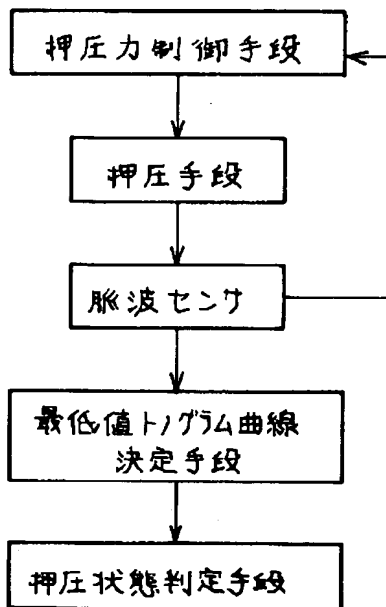 押圧力制御手段
押圧手段
脈波センサ
最低値トノグラム曲線
決定手段
押圧状態判定手段